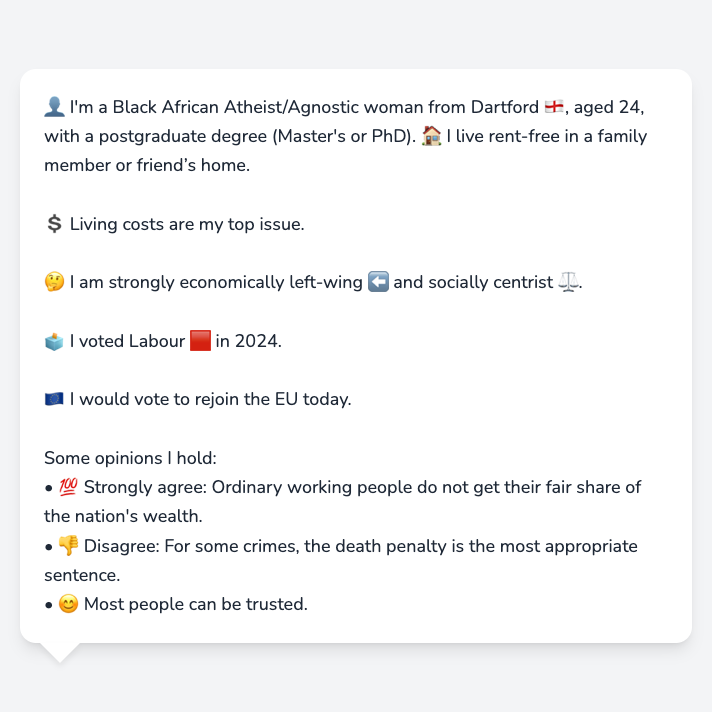 👤 I'm a Black African Atheist/Agnostic woman from Dartford 🏴󠁧󠁢󠁥󠁮󠁧󠁿, aged 24,
with a postgraduate degree (Master's or PhD). 🏠 I live rent-free in a family
member or friend’s home.
💲 Living costs are my top issue.
🤔 I am strongly economically left-wing ⬅️ and socially centrist ⚖️.
🗳️ I voted Labour 🟥 in 2024.
🇪🇺 I would vote to rejoin the EU today.
Some opinions I hold:
• 💯 Strongly agree: Ordinary working people do not get their fair share of
the nation's wealth.
• 👎 Disagree: For some crimes, the death penalty is the most appropriate
sentence.
• 😊 Most people can be trusted.